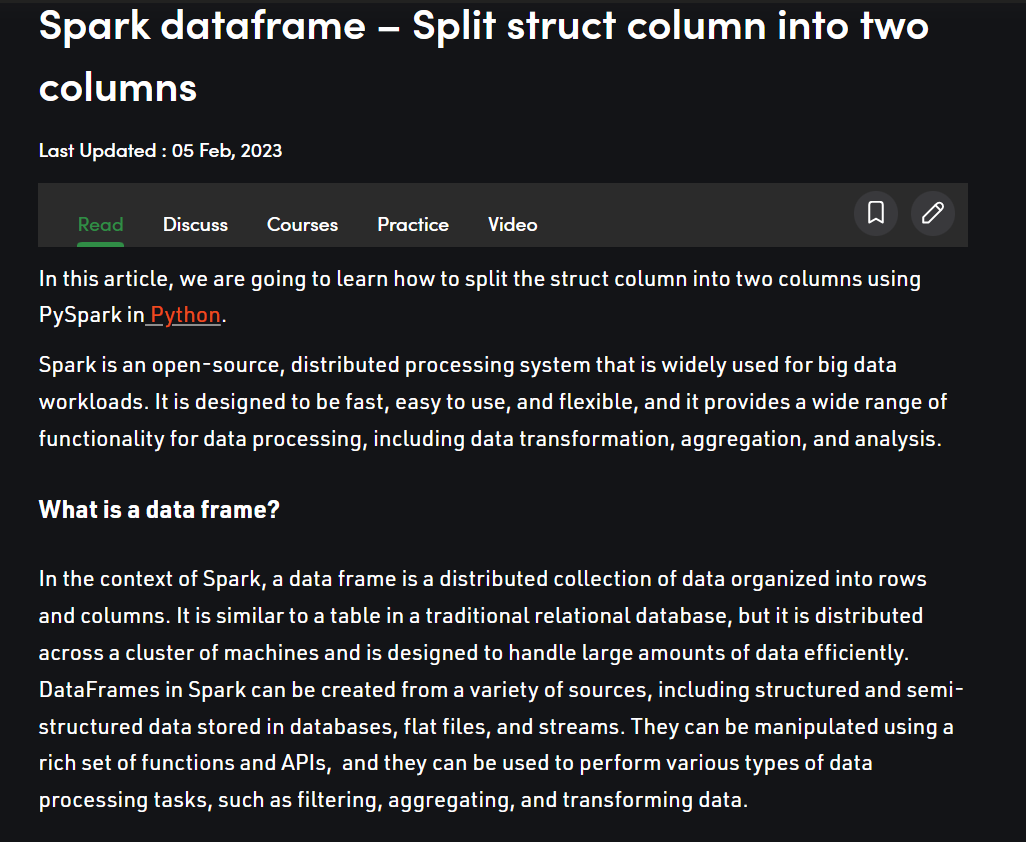 Spark dataframe – Split struct column into two
columns
Last Updated : 05 Feb, 2023
Read Discuss Courses Practice Video
In this article, we are going to learn how to split the struct column into two columns using
PySpark in Python.
Spark is an open-source, distributed processing system that is widely used for big data
workloads. It is designed to be fast, easy to use, and flexible, and it provides a wide range of
functionality for data processing, including data transformation, aggregation, and analysis.
What is a data frame?
In the context of Spark, a data frame is a distributed collection of data organized into rows
and columns. It is similar to a table in a traditional relational database, but it is distributed
across a cluster of machines and is designed to handle large amounts of data efficiently.
DataFrames in Spark can be created from a variety of sources, including structured and semi-
structured data stored in databases, flat files, and streams. They can be manipulated using a
rich set of functions and APIs,  and they can be used to perform various types of data
processing tasks, such as filtering, aggregating, and transforming data.